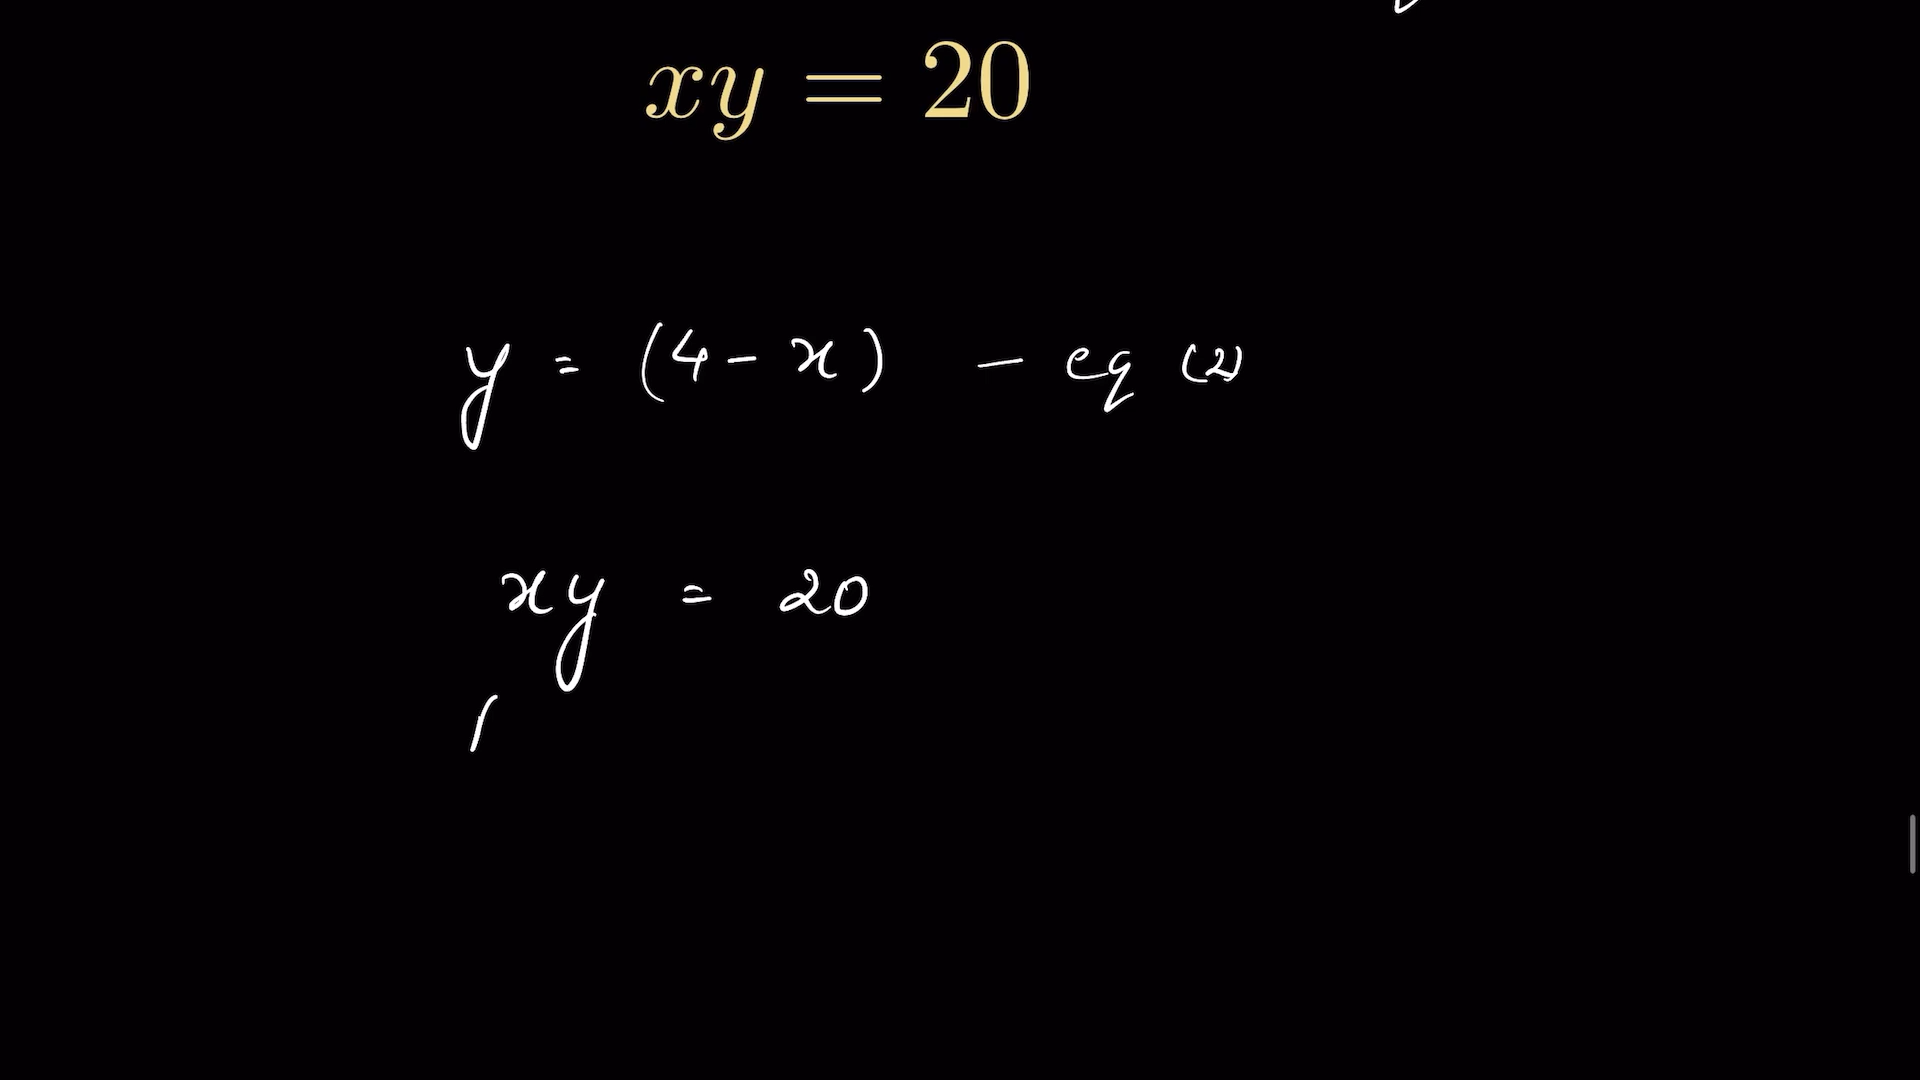 xy = 20
y = (4 - x) - eq (2)
xy = 20
(